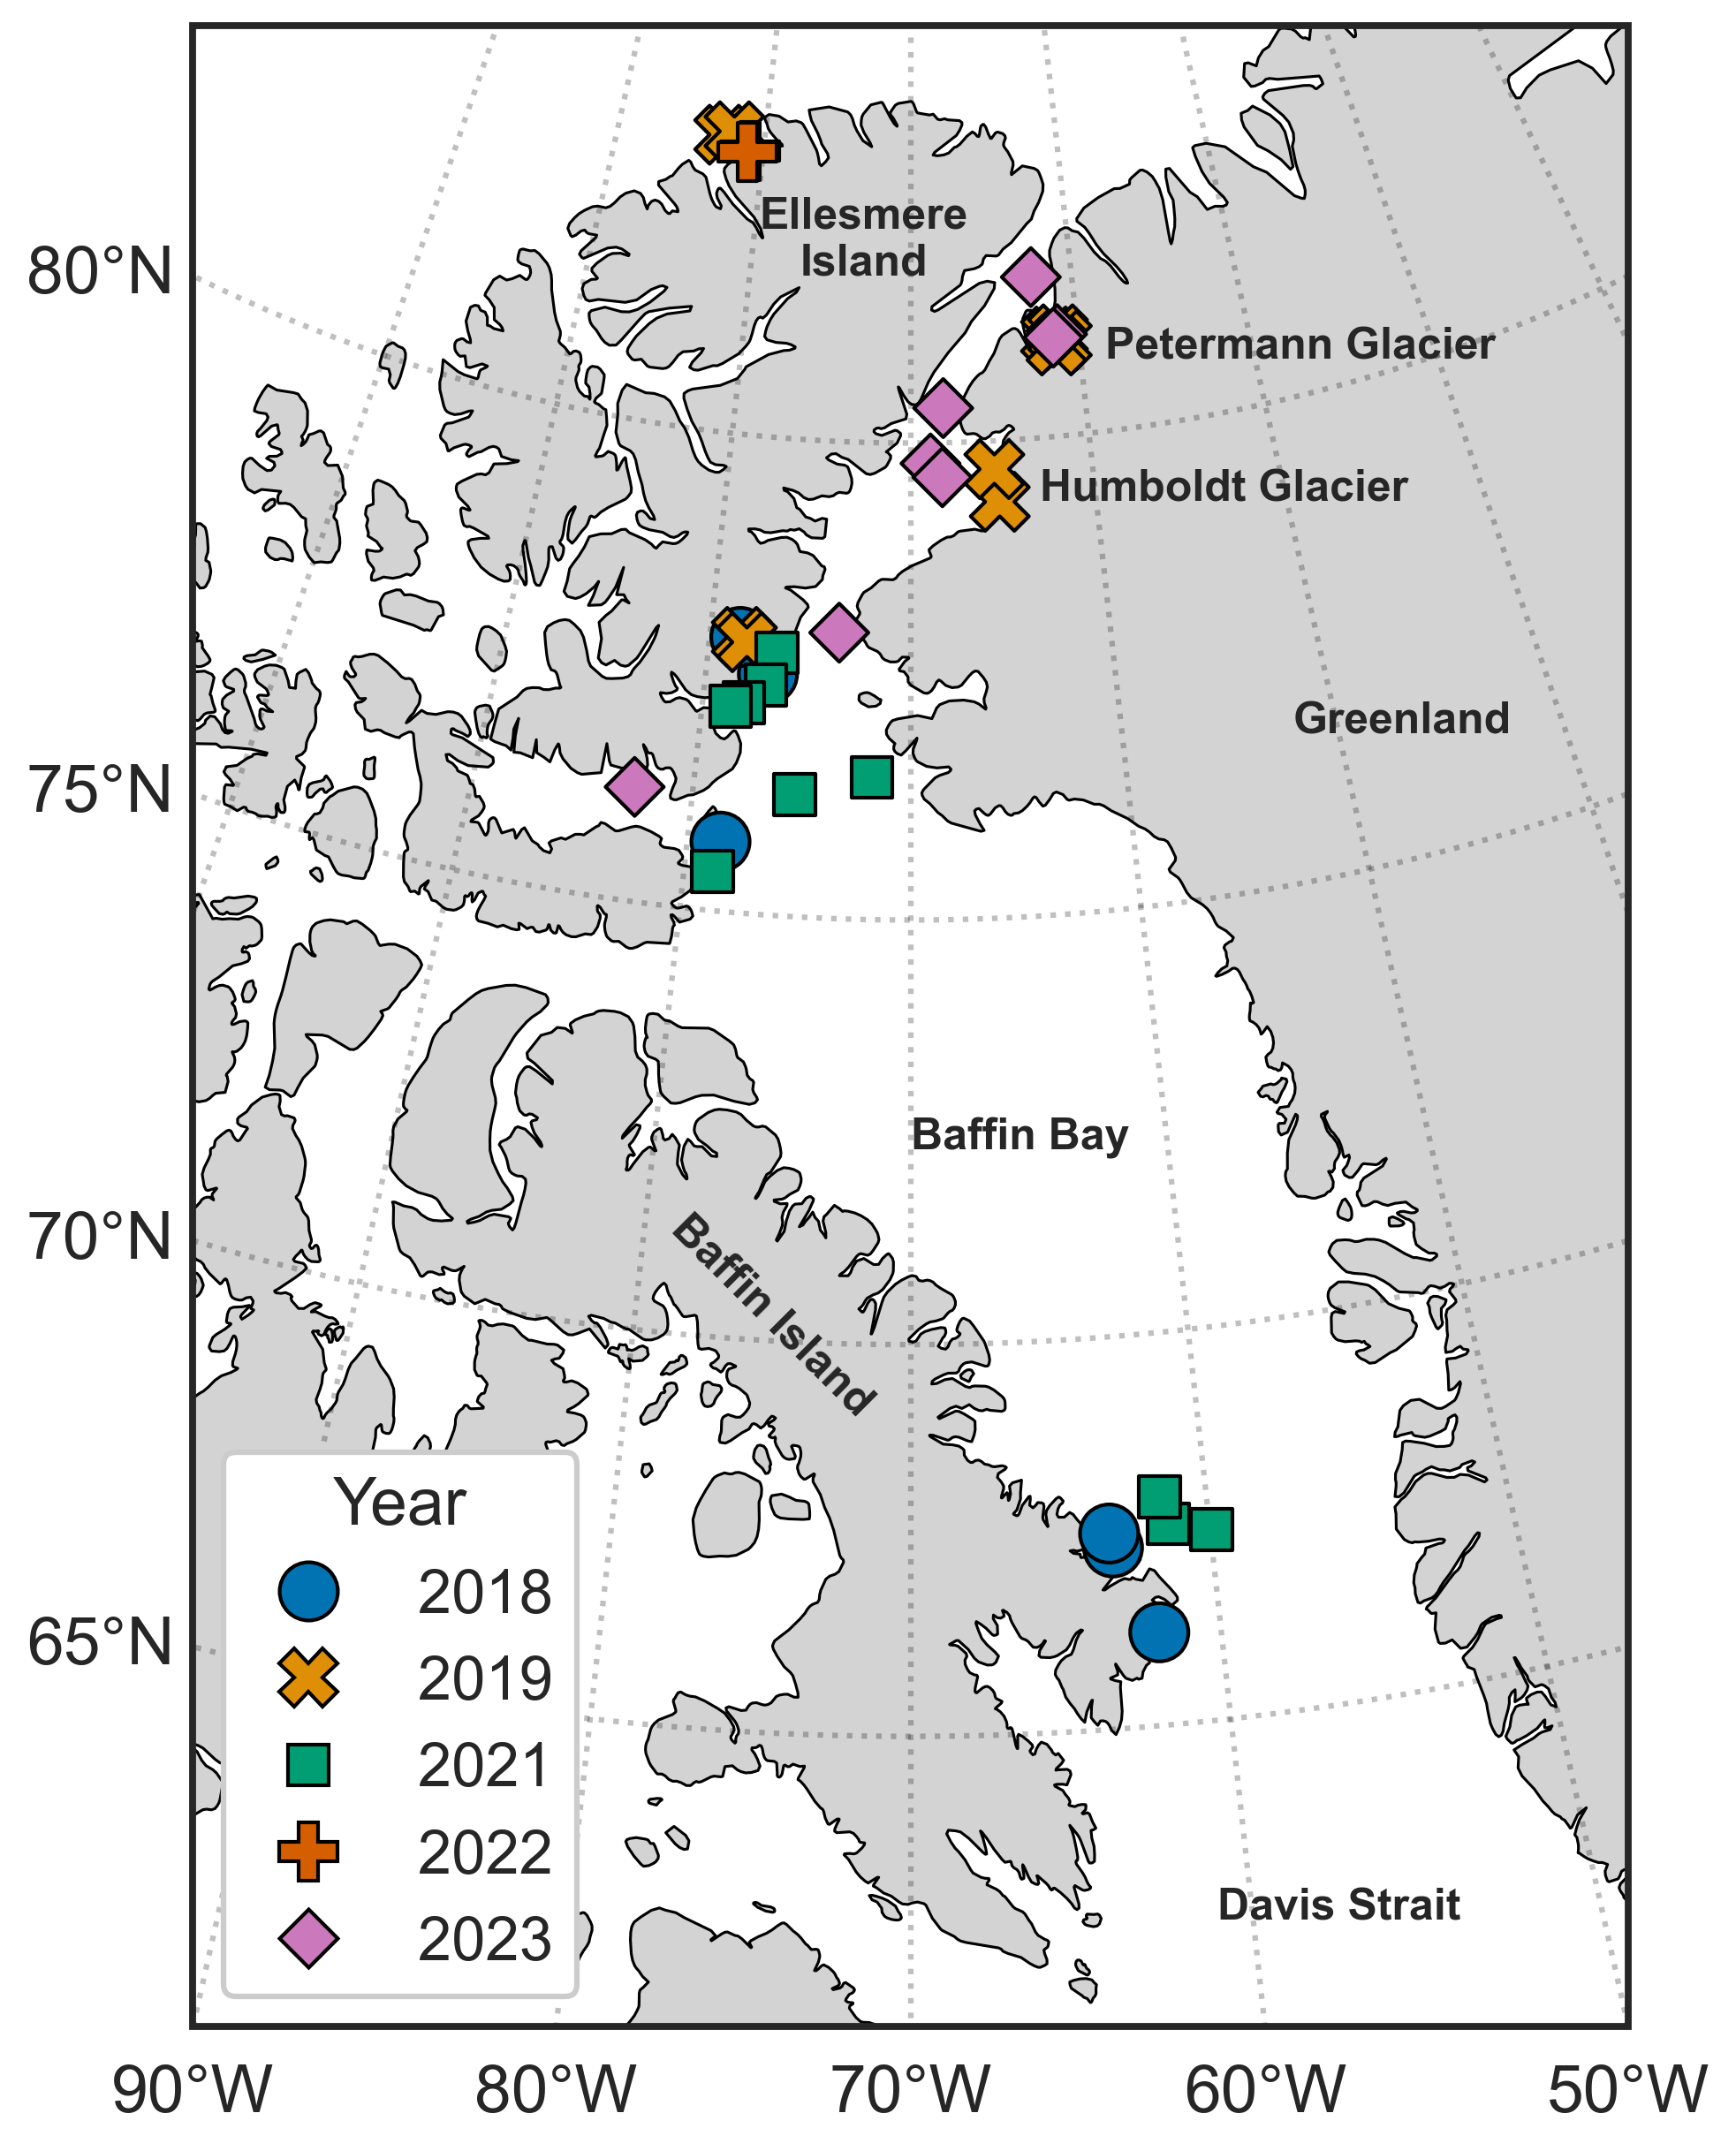 Ellesmere
Island
80°N
Petermann Glacier
Humboldt Glacier
Greenland
75°N
Baffin Bay
70°N
Baffin Island
Year
2018
65°N
2019
2021
2022
Davis Strait
2023
90°W
80°W
70°W
60°W
50°W